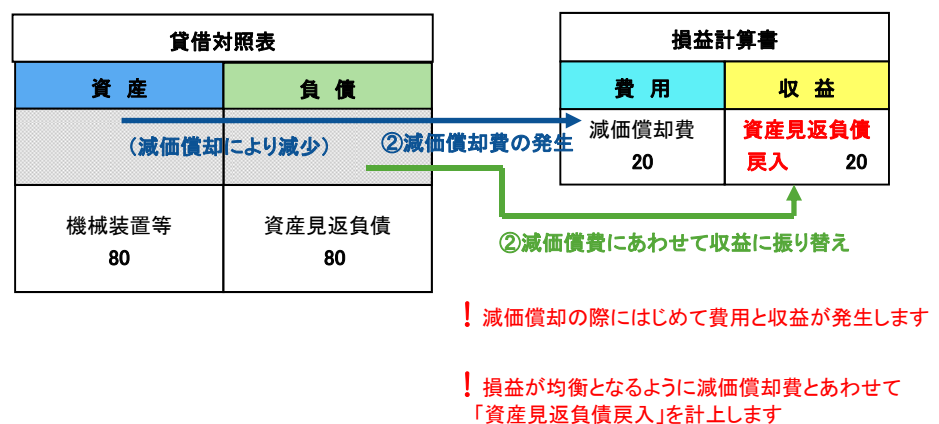 貸借対照表
資 産
負 債
(減価償却により減少)
機械装置等
80
資産見返負債
80
②減価償却費の発生
損益計算書
費 用
収 益
減価償却費
20
資産見返負債
戻入 20
②減価償費にあわせて収益に振り替え
! 減価償却の際にはじめて費用と収益が発生します
! 損益が均衡となるように減価償却費とあわせて
「資産見返負債戻入」を計上します